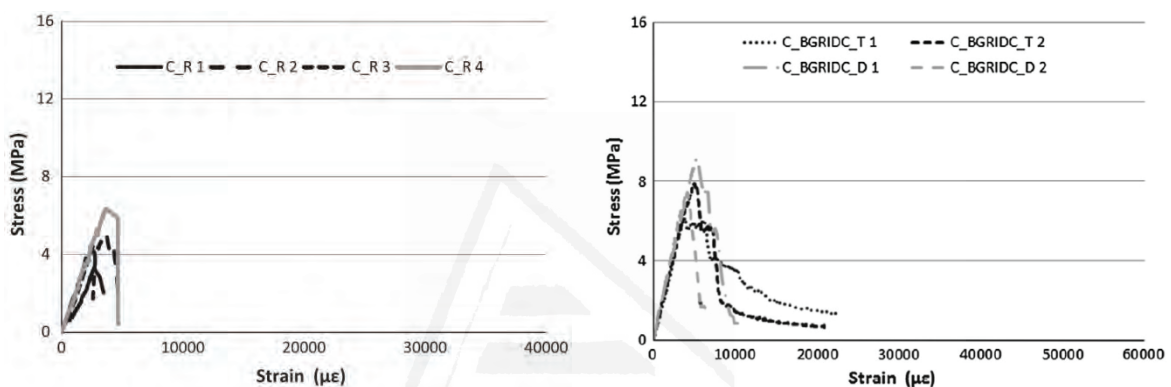 16
12
8
4
0
Stress (MPa)
C_R 1 C_R 2 C_R 3 C_R 4
0 10000 20000 30000 40000
Strain (με)
16
12
8
4
0
Stress (MPa)
C_BGRIDC_T 1 C_BGRIDC_T 2
C_BGRIDC_D 1 C_BGRIDC_D 2
0 10000 20000 30000 40000 50000 60000
Strain (με)